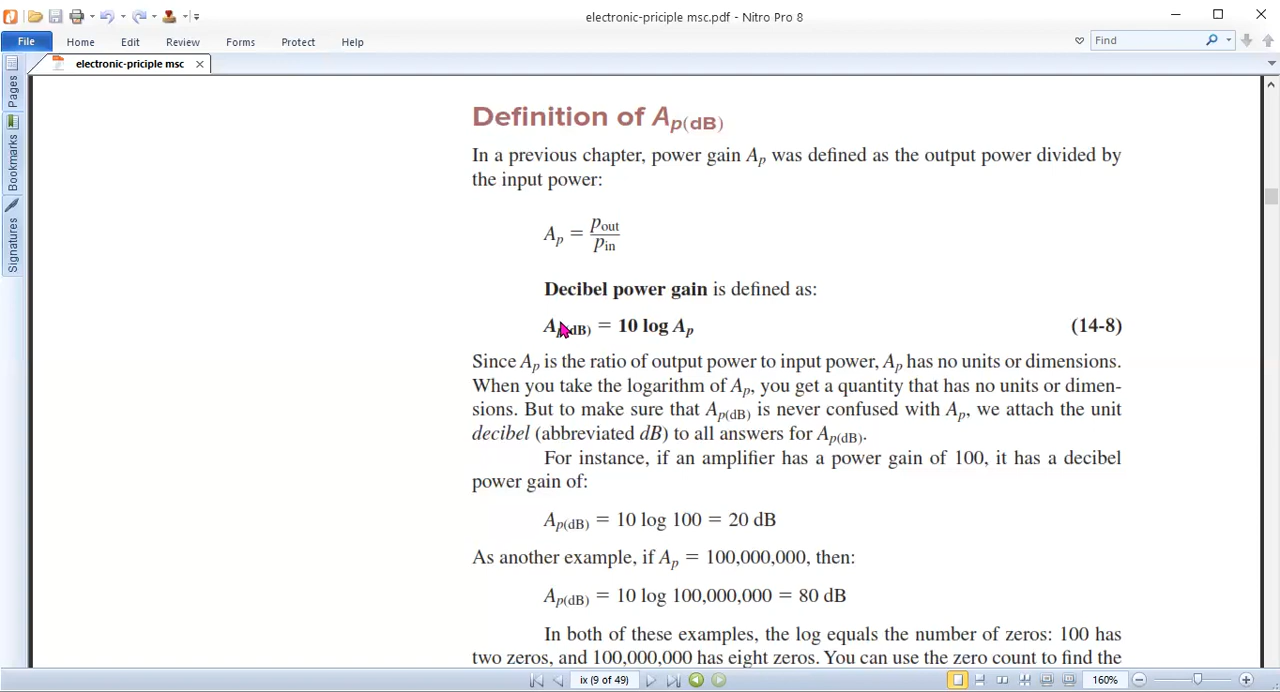 electronic-priciple msc.pdf - Nitro Pro 8
File Home Edit Review Forms Protect Help
Find
electronic-priciple msc
Pages
Bookmarks
Signatures
Definition of Ap(dB)
In a previous chapter, power gain Ap was defined as the output power divided by
the input power:
Ap = pout/pin
Decibel power gain is defined as:
Ap(dB) = 10 log Ap (14-8)
Since Ap is the ratio of output power to input power, Ap has no units or dimensions.
When you take the logarithm of Ap, you get a quantity that has no units or dimen-
sions. But to make sure that Ap(dB) is never confused with Ap, we attach the unit
decibel (abbreviated dB) to all answers for Ap(dB).
For instance, if an amplifier has a power gain of 100, it has a decibel
power gain of:
Ap(dB) = 10 log 100 = 20 dB
As another example, if Ap = 100,000,000, then:
Ap(dB) = 10 log 100,000,000 = 80 dB
In both of these examples, the log equals the number of zeros: 100 has
two zeros, and 100,000,000 has eight zeros. You can use the zero count to find the
ix (9 of 49)
160%